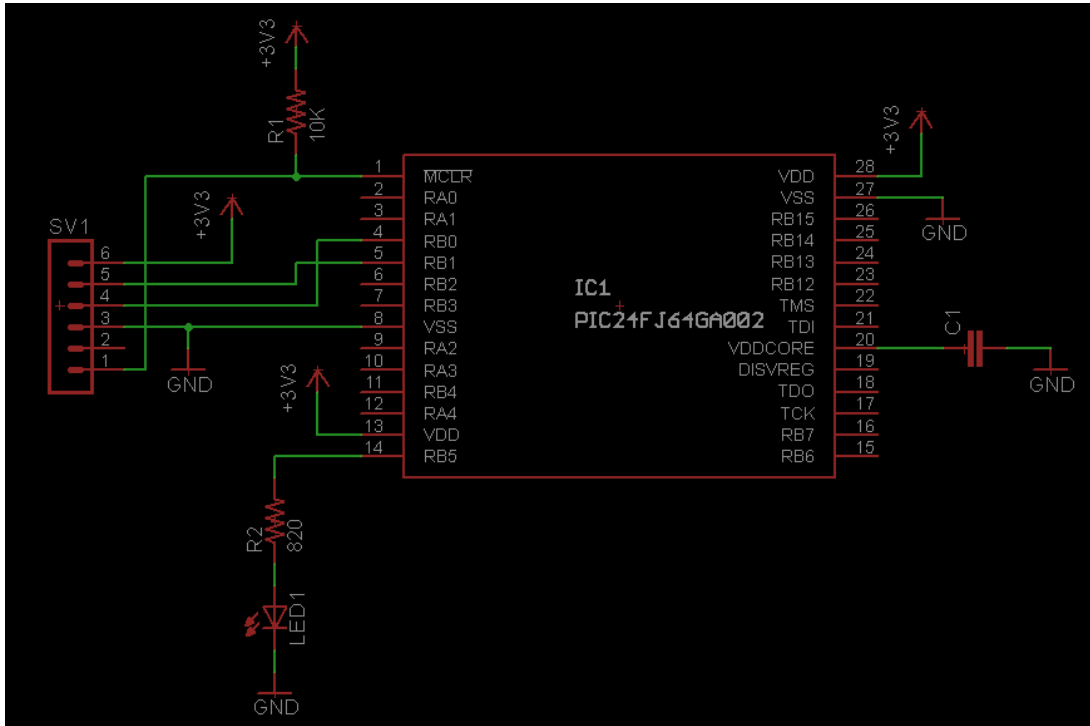 +3V3
R1
10K
+3V3
SV1
6
5
4
3
2
1
GND
+3V3
1
2
3
4
5
6
7
8
9
10
11
12
13
14
MCLR
RA0
RA1
RB0
RB1
RB2
RB3
VSS
RA2
RA3
RB4
RA4
VDD
RB5
IC1
PIC24FJ64GA002
VDD
VSS
RB15
RB14
RB13
RB12
TMS
TDI
VDDCORE
DISVREG
TDO
TCK
RB7
RB6
28
27
26
25
24
23
22
21
20
19
18
17
16
15
+3V3
GND
C1
GND
R2
820
LED1
GND